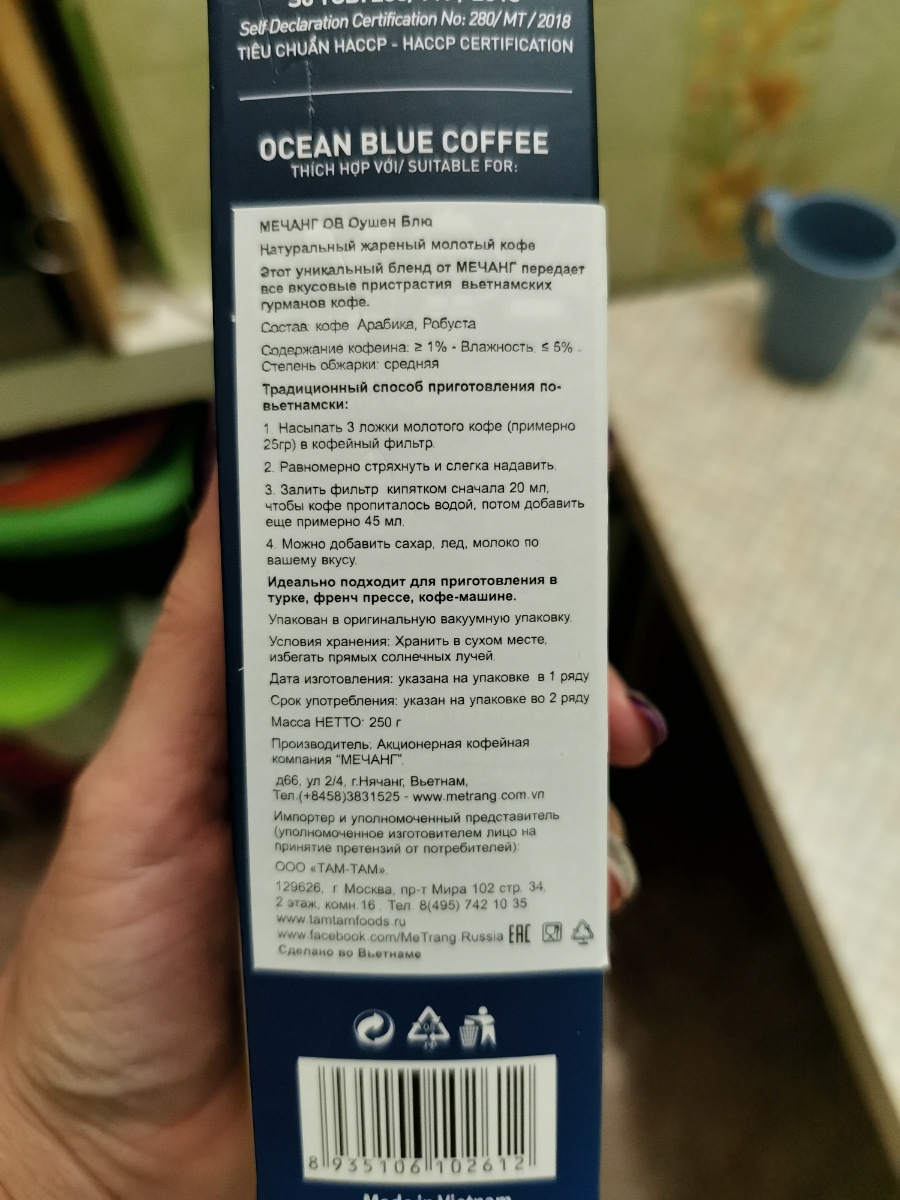 Self Declaration Certification No: 280/ MT / 2018
TIÊU CHUẨN HACCP - HACCP CERTIFICATION
OCEAN BLUE COFFEE
THÍCH HỢP VỚI/ SUITABLE FOR:
МЕЧАНГ ОВ Оушен Блю
Натуральный жареный молотый кофе
Этот уникальный бленд от МЕЧАНГ передает
все вкусовые пристрастия вьетнамских
гурманов кофе.
Состав: кофе Арабика, Робуста
Содержание кофеина: ≥ 1% - Влажность: ≤ 5% .
Степень обжарки: средняя
Традиционный способ приготовления по-
вьетнамски:
1. Насыпать 3 ложки молотого кофе (примерно
25гр) в кофейный фильтр.
2. Равномерно стряхнуть и слегка надавить.
3. Залить фильтр кипятком сначала 20 мл,
чтобы кофе пропиталось водой, потом добавить
еще примерно 45 мл.
4. Можно добавить сахар, лед, молоко по
вашему вкусу.
Идеально подходит для приготовления в
турке, френч прессе, кофе-машине.
Упакован в оригинальную вакуумную упаковку.
Условия хранения: Хранить в сухом месте,
избегать прямых солнечных лучей.
Дата изготовления: указана на упаковке в 1 ряду
Срок употребления: указан на упаковке во 2 ряду
Масса НЕТТО: 250 г
Производитель: Акционерная кофейная
компания "МЕЧАНГ".
д66, ул 2/4, г.Нячанг, Вьетнам,
Тел.(+8458)3831525 - www.metrang.com.vn
Импортер и уполномоченный представитель
(уполномоченное изготовителем лицо на
принятие претензий от потребителей):
ООО «ТАМ-ТАМ».
129626, г Москва, пр-т Мира 102 стр. 34,
2 этаж, комн.16 . Тел. 8(495) 742 10 35
www.tamtamfoods.ru
www.facebook.com/MeTrang.Russia EAC
Сделано во Вьетнаме
8 935106 102612
Made in Vietnam